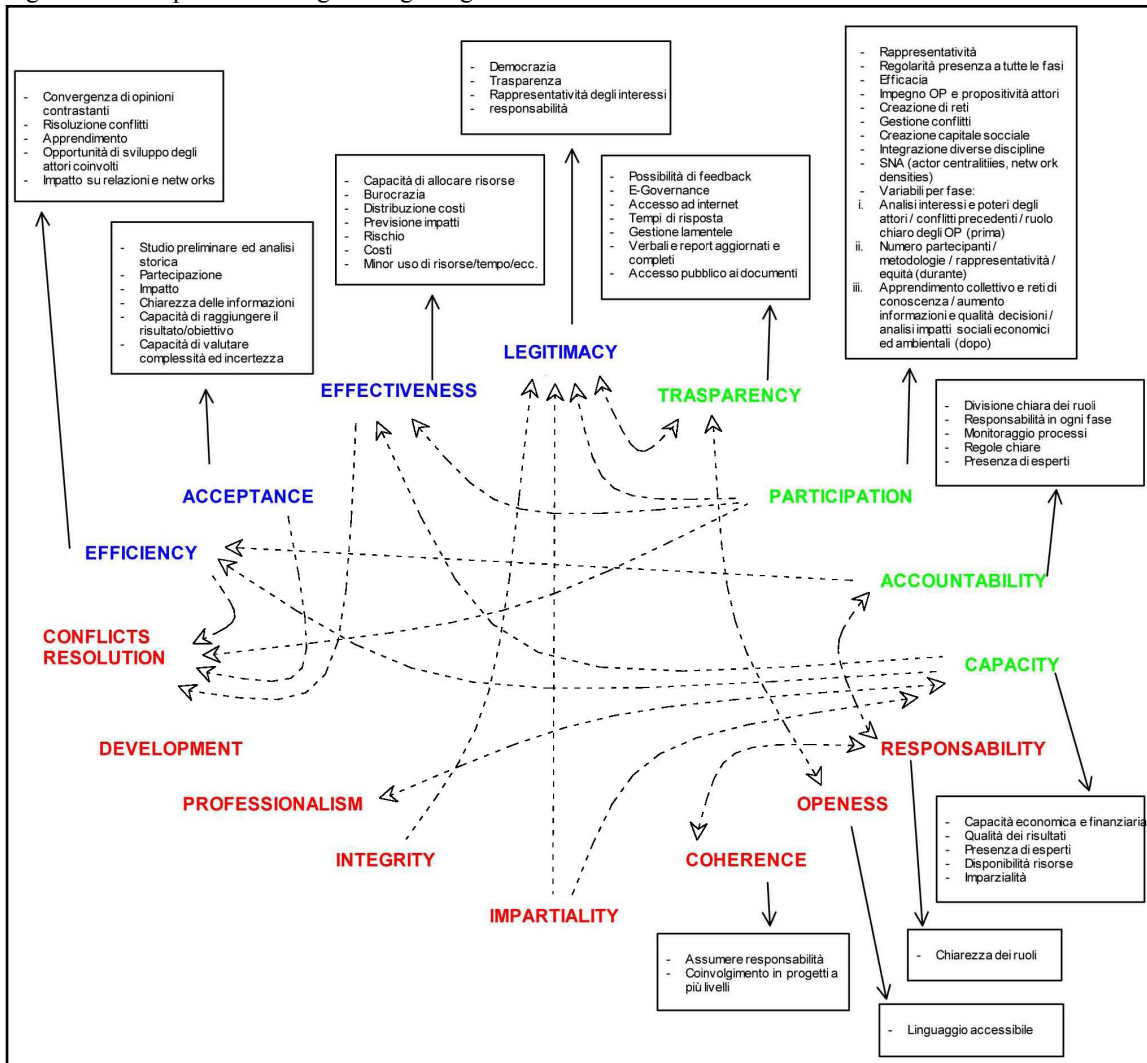 - Convergenza di opinioni
contrastanti
- Risoluzione conflitti
- Apprendimento
- Opportunità di sviluppo degli
attori coinvolti
- Impatto su relazioni e networks
- Studio preliminare ed analisi
storica
- Partecipazione
- Impatto
- Chiarezza delle informazioni
- Capacità di raggiungere il
risultato/obiettivo
- Capacità di valutare
complessità ed incertezza
- Capacità di allocare risorse
- Burocrazia
- Distribuzione costi
- Previsione impatti
- Rischio
- Costi
- Minor uso di risorse/tempo/ecc.
- Democrazia
- Trasparenza
- Rappresentatività degli interessi
- responsabilità
- Possibilità di feedback
- E-Governance
- Accesso ad internet
- Tempi di risposta
- Gestione lamentele
- Verbali e report aggiornati e
completi
- Accesso pubblico ai documenti
- Rappresentatività
- Regolarità presenza a tutte le fasi
- Efficacia
- Impegno OP e propositività attori
- Creazione di reti
- Gestione conflitti
- Creazione capitale socciale
- Integrazione diverse discipline
- SNA (actor centralitiies, network
densities)
- Variabili per fase:
i. Analisi interessi e poteri degli
attori / conflitti precedenti / ruolo
chiaro degli OP (prima)
ii. Numero partecipanti /
metodologie / rappresentatività /
equità (durante)
iii. Apprendimento collettivo e reti di
conoscenza / aumento
informazioni e qualità decisioni /
analisi impatti sociali economici
ed ambientali (dopo)
- Divisione chiara dei ruoli
- Responsabilità in ogni fase
- Monitoraggio processi
- Regole chiare
- Presenza di esperti
LEGITIMACY
EFFECTIVENESS
TRASPARENCY
ACCEPTANCE
PARTICIPATION
EFFICIENCY
ACCOUNTABILITY
CONFLICTS
RESOLUTION
CAPACITY
DEVELOPMENT
RESPONSABILITY
PROFESSIONALISM
OPENESS
INTEGRITY
COHERENCE
IMPARTIALITY
- Capacità economica e finanziaria
- Qualità dei risultati
- Presenza di esperti
- Disponibilità risorse
- Imparzialità
- Assumere responsabilità
- Coinvolgimento in progetti a
più livelli
- Chiarezza dei ruoli
- Linguaggio accessibile